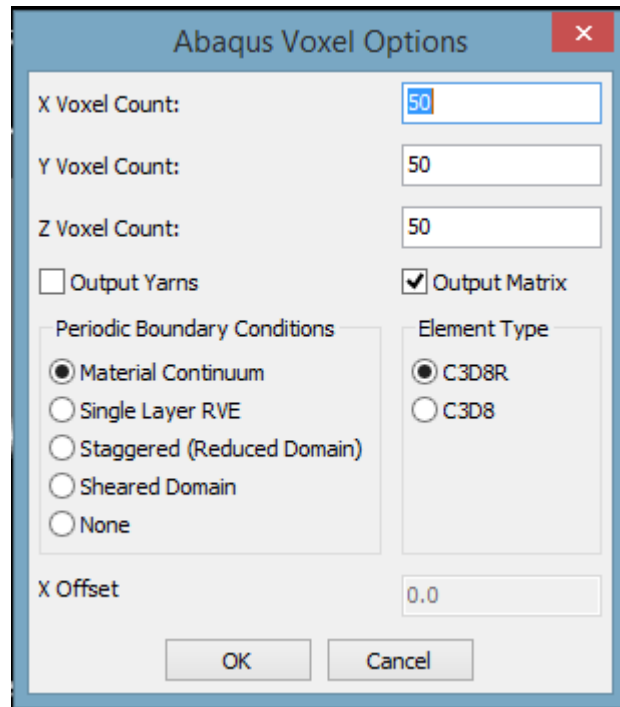 Abaqus Voxel Options
X Voxel Count: 50
Y Voxel Count: 50
Z Voxel Count: 50
Output Yarns Output Matrix
Periodic Boundary Conditions Element Type
Material Continuum C3D8R
Single Layer RVE C3D8
Staggered (Reduced Domain)
Sheared Domain
None
X Offset 0.0
OK Cancel